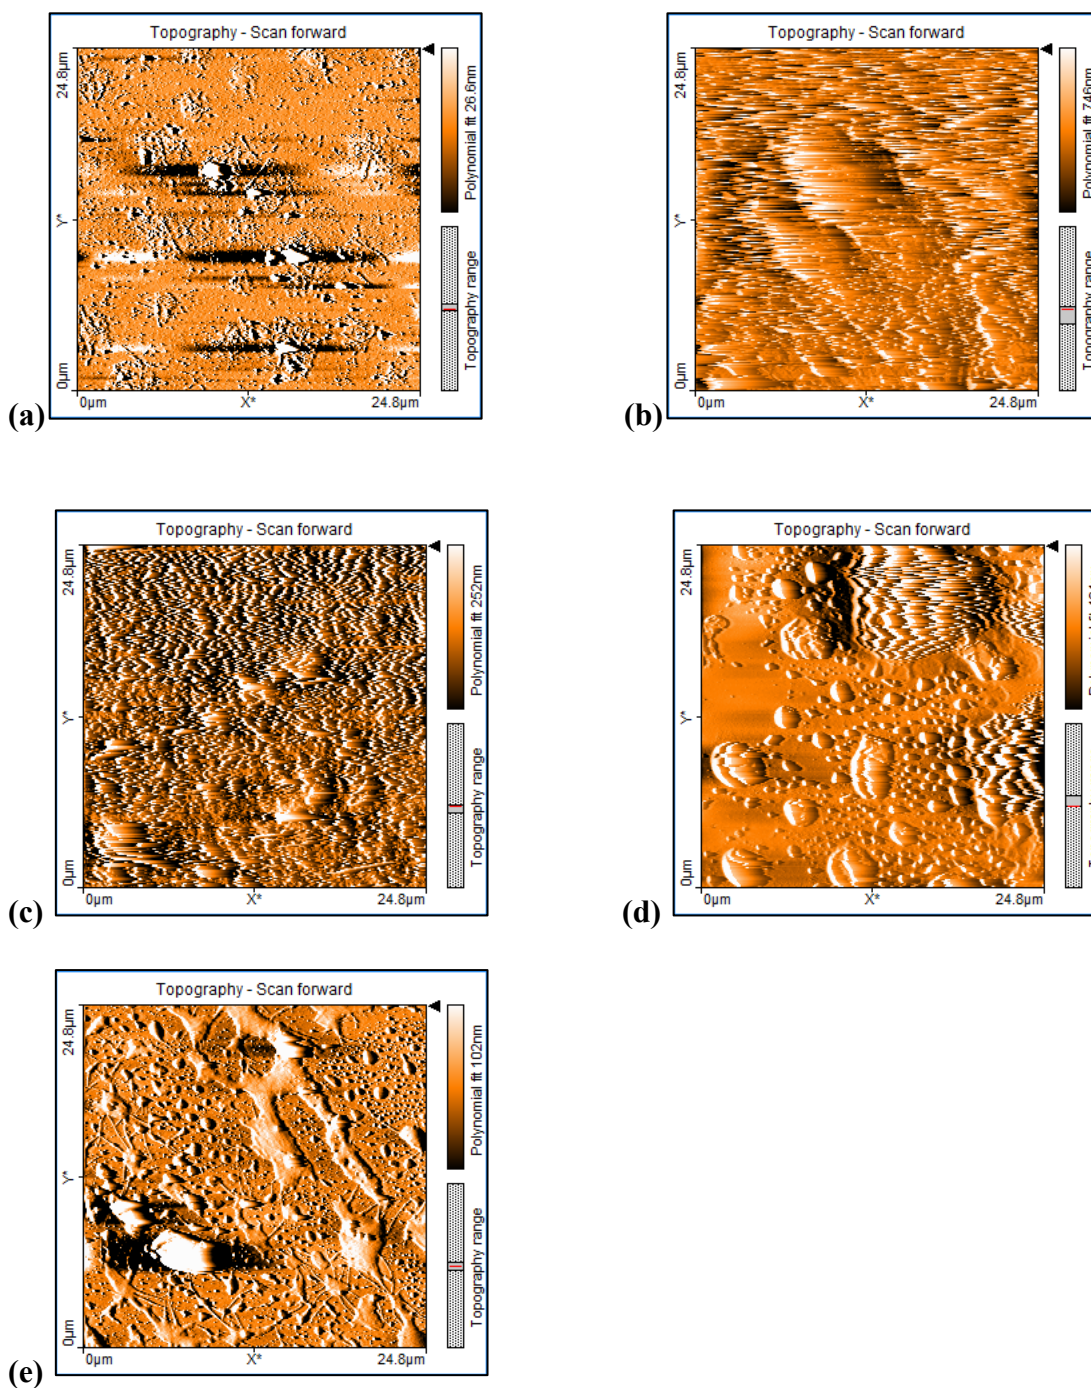 Topography - Scan forward
24.8µm
Y*
0µm
0µm
X*
24.8µm
Polynomial fit 26.6nm
Topography range
(a)
Topography - Scan forward
24.8µm
Y*
0µm
0µm
X*
24.8µm
Polynomial fit 746nm
Topography range
(b)
Topography - Scan forward
24.8µm
Y*
0µm
0µm
X*
24.8µm
Polynomial fit 252nm
Topography range
(c)
Topography - Scan forward
24.8µm
Y*
0µm
0µm
X*
24.8µm
(d)
Topography - Scan forward
24.8µm
Y*
0µm
0µm
X*
24.8µm
Polynomial fit 102nm
Topography range
(e)